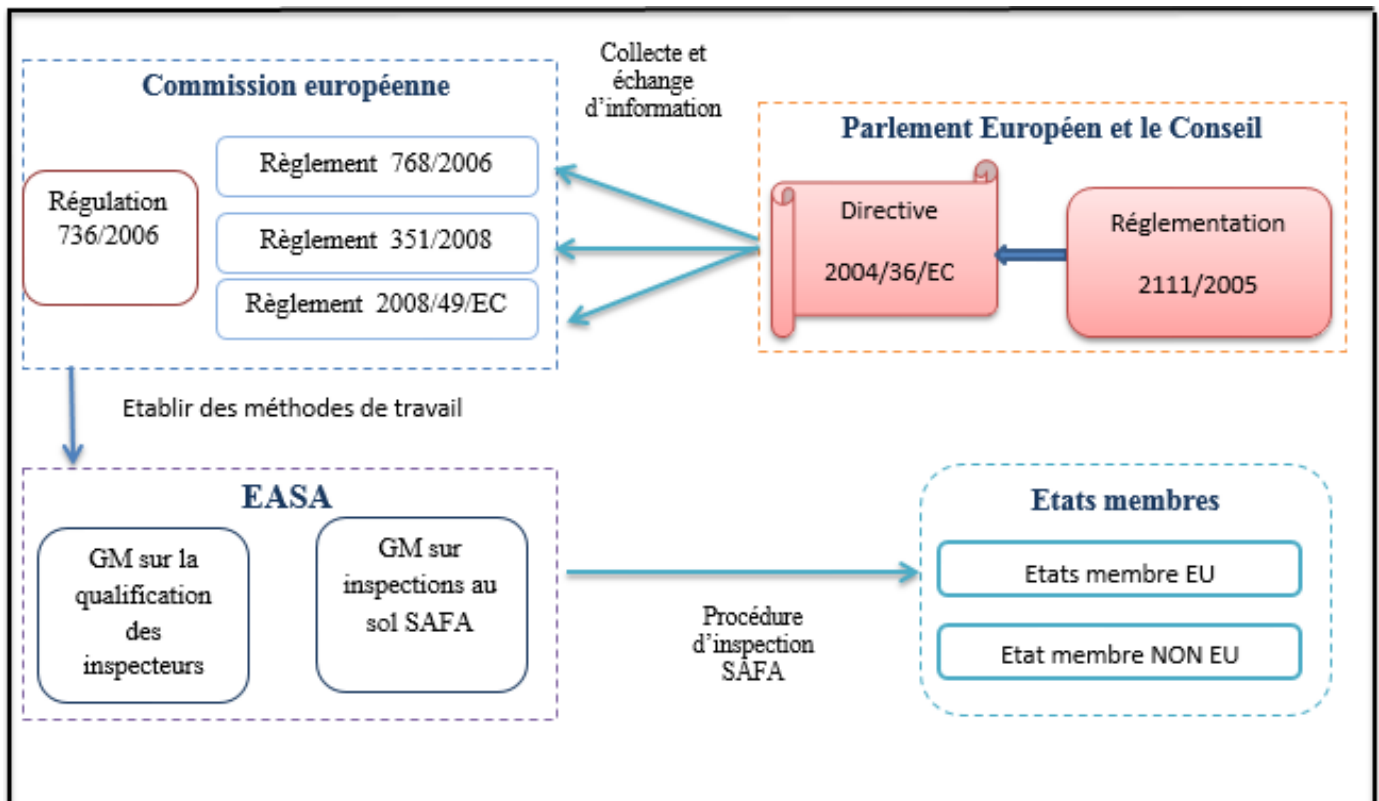 Collecte et
échange
d'information
Commission européenne
Régulation
736/2006
Règlement 768/2006
Règlement 351/2008
Règlement 2008/49/EC
Parlement Européen et le Conseil
Directive
2004/36/EC
Réglementation
2111/2005
Etablir des méthodes de travail
EASA
GM sur la
qualification
des
inspecteurs
GM sur
inspections au
sol SAFA
Procédure
d'inspection
SAFA
Etats membres
Etats membre EU
Etat membre NON EU